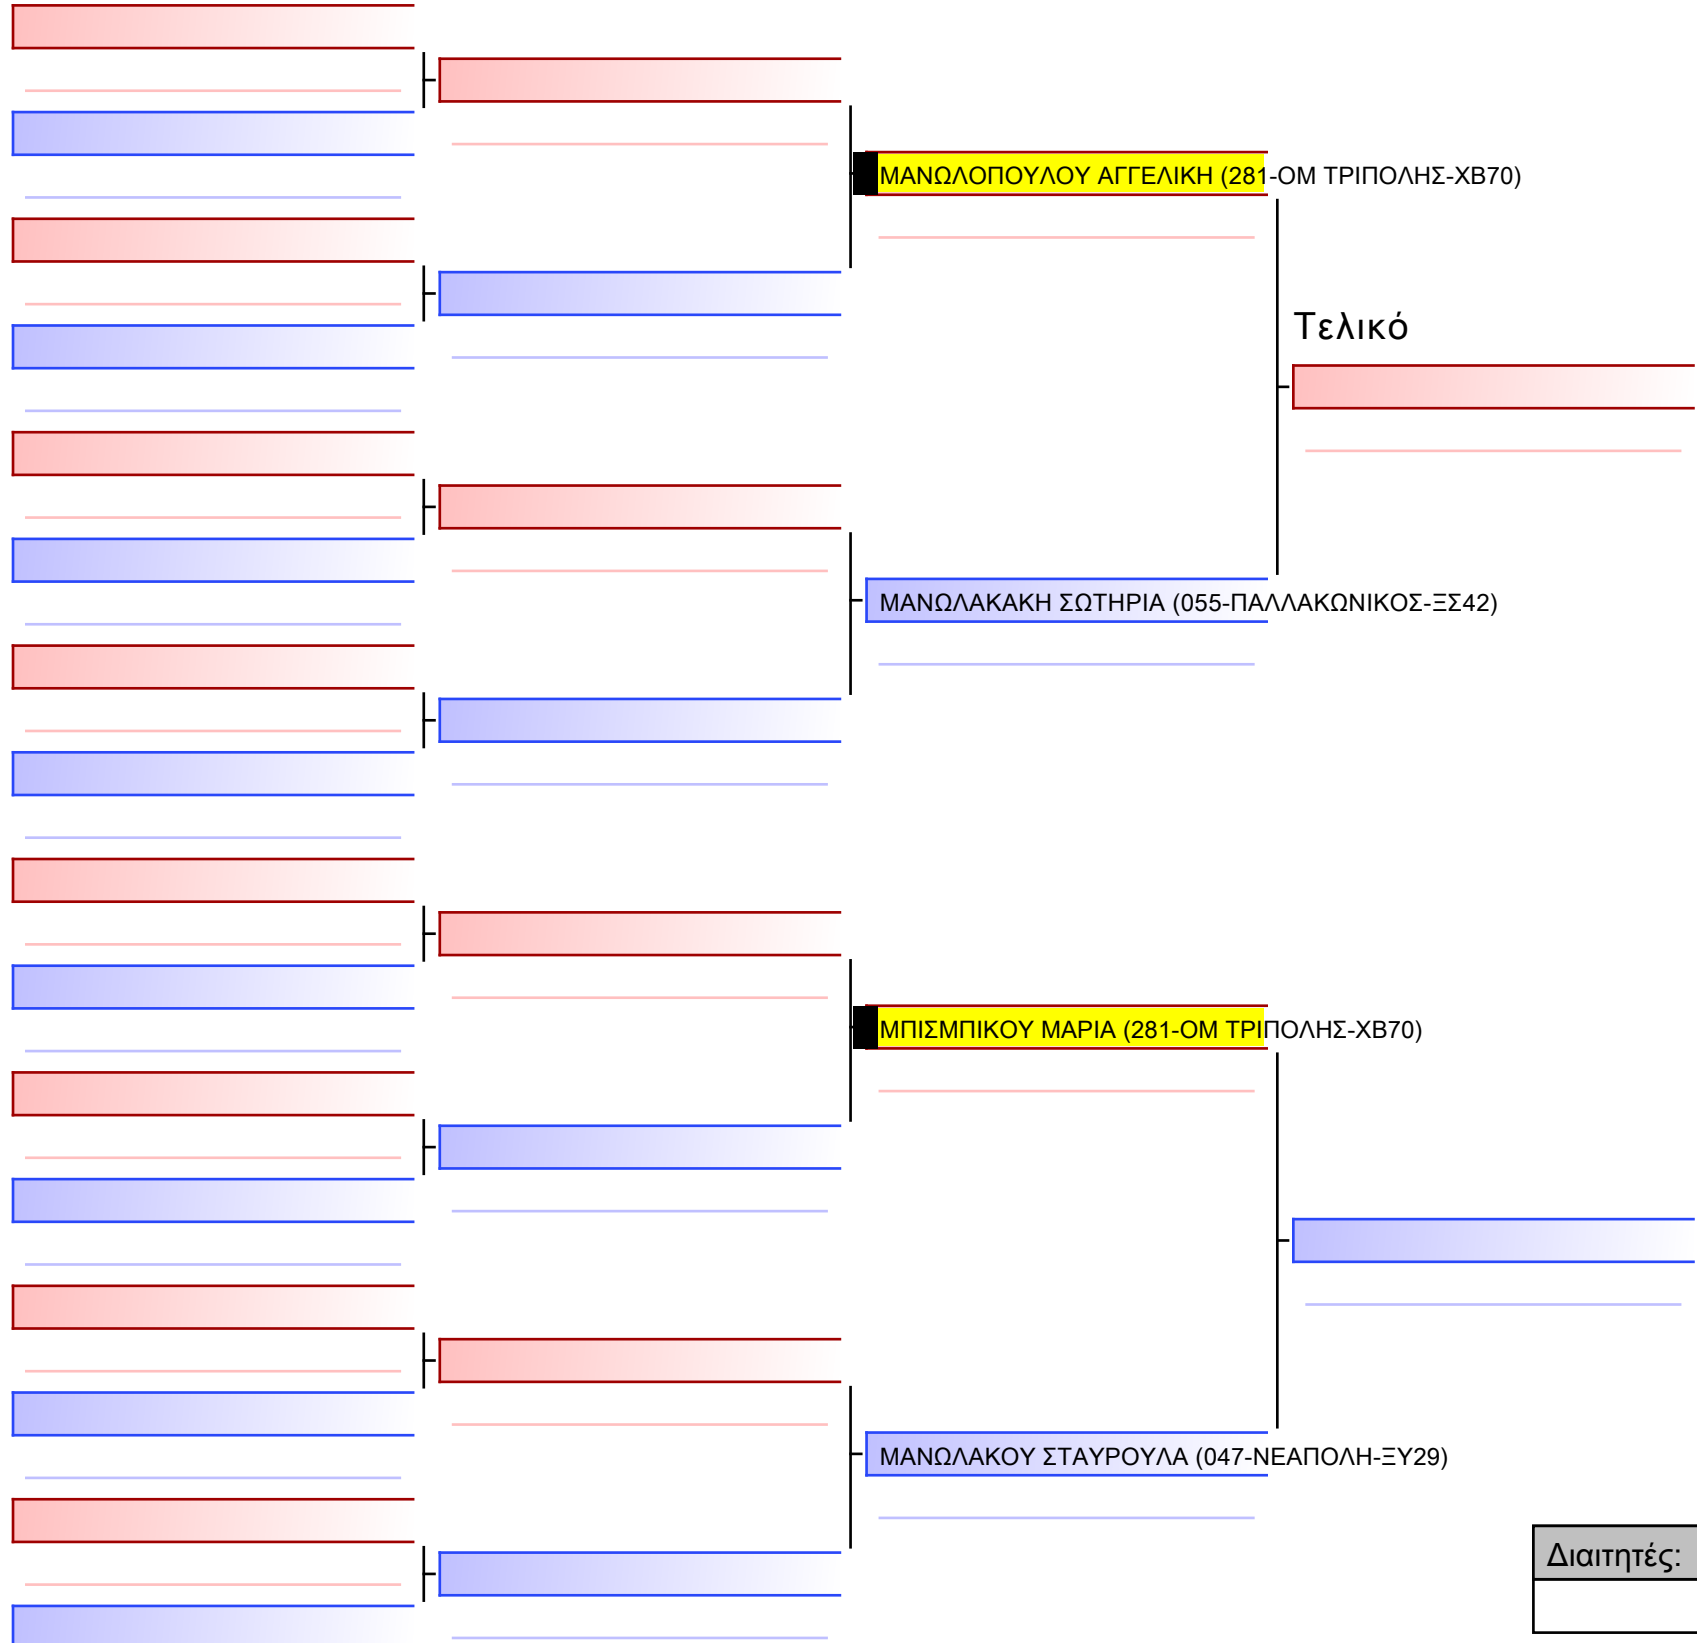 ΜΑΝΩΛΟΠΟΥΛΟΥ ΑΓΓΕΛΙΚΗ (281-ΟΜ ΤΡΙΠΟΛΗΣ-ΧΒ70)
Τελικό
ΜΑΝΩΛΑΚΑΚΗ ΣΩΤΗΡΙΑ (055-ΠΑΛΛΑΚΩΝΙΚΟΣ-ΞΣ42)
ΜΠΙΣΜΠΙΚΟΥ ΜΑΡΙΑ (281-ΟΜ ΤΡΙΠΟΛΗΣ-ΧΒ70)
ΜΑΝΩΛΑΚΟΥ ΣΤΑΥΡΟΥΛΑ (047-ΝΕΑΠΟΛΗ-ΞΥ29)
Διαιτητές: